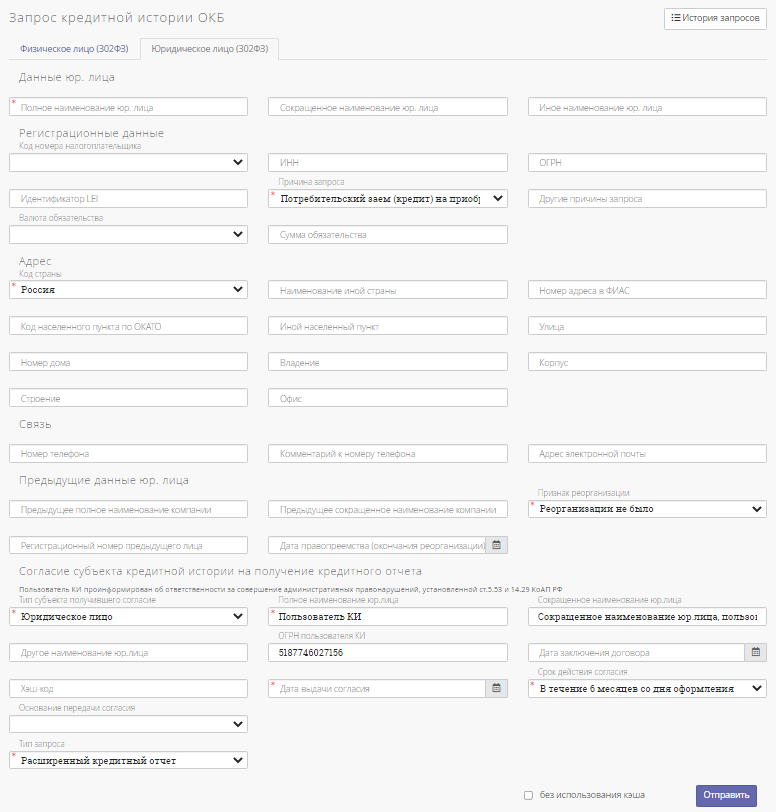 Запрос кредитной истории ОКБ
История запросов
Физическое лицо (302ФЗ) Юридическое лицо (302ФЗ)
Данные юр. лица
* Полное наименование юр. лица Сокращенное наименование юр. лица Иное наименование юр. лица
Регистрационные данные
Код номера налогоплательщика
ИНН ОГРН
Причина запроса
Идентификатор LEI * Потребительский заем (кредит) на приобр Другие причины запроса
Валюта обязательства
Сумма обязательства
Адрес
Код страны
* Россия Наименование иной страны Номер адреса в ФИАС
Код населенного пункта по ОКАТО Иной населенный пункт Улица
Номер дома Владение Корпус
Строение Офис
Связь
Номер телефона Комментарий к номеру телефона Адрес электронной почты
Предыдущие данные юр. лица
Признак реорганизации
Предыдущее полное наименование компании Предыдущее сокращенное наименование компании * Реорганизации не было
Регистрационный номер предыдущего лица Дата правопреемства (окончания реорганизации)
Согласие субъекта кредитной истории на получение кредитного отчета
Пользователь КИ проинформирован об ответственности за совершение административных правонарушений, установленной ст.5.53 и 14.29 КоАП РФ
Тип субъекта получившего согласие Полное наименование юр.лица Сокращенное наименование юр.лица
* Юридическое лицо * Пользователь КИ Сокращенное наименование юр.лица, пользов
ОГРН пользователя КИ
Другое наименование юр.лица 5187746027156 Дата заключения договора
Срок действия согласия
Хэш-код * Дата выдачи согласия * В течение 6 месяцев со дня оформления
Основание передачи согласия
Тип запроса
* Расширенный кредитный отчет
без использования кэша Отправить